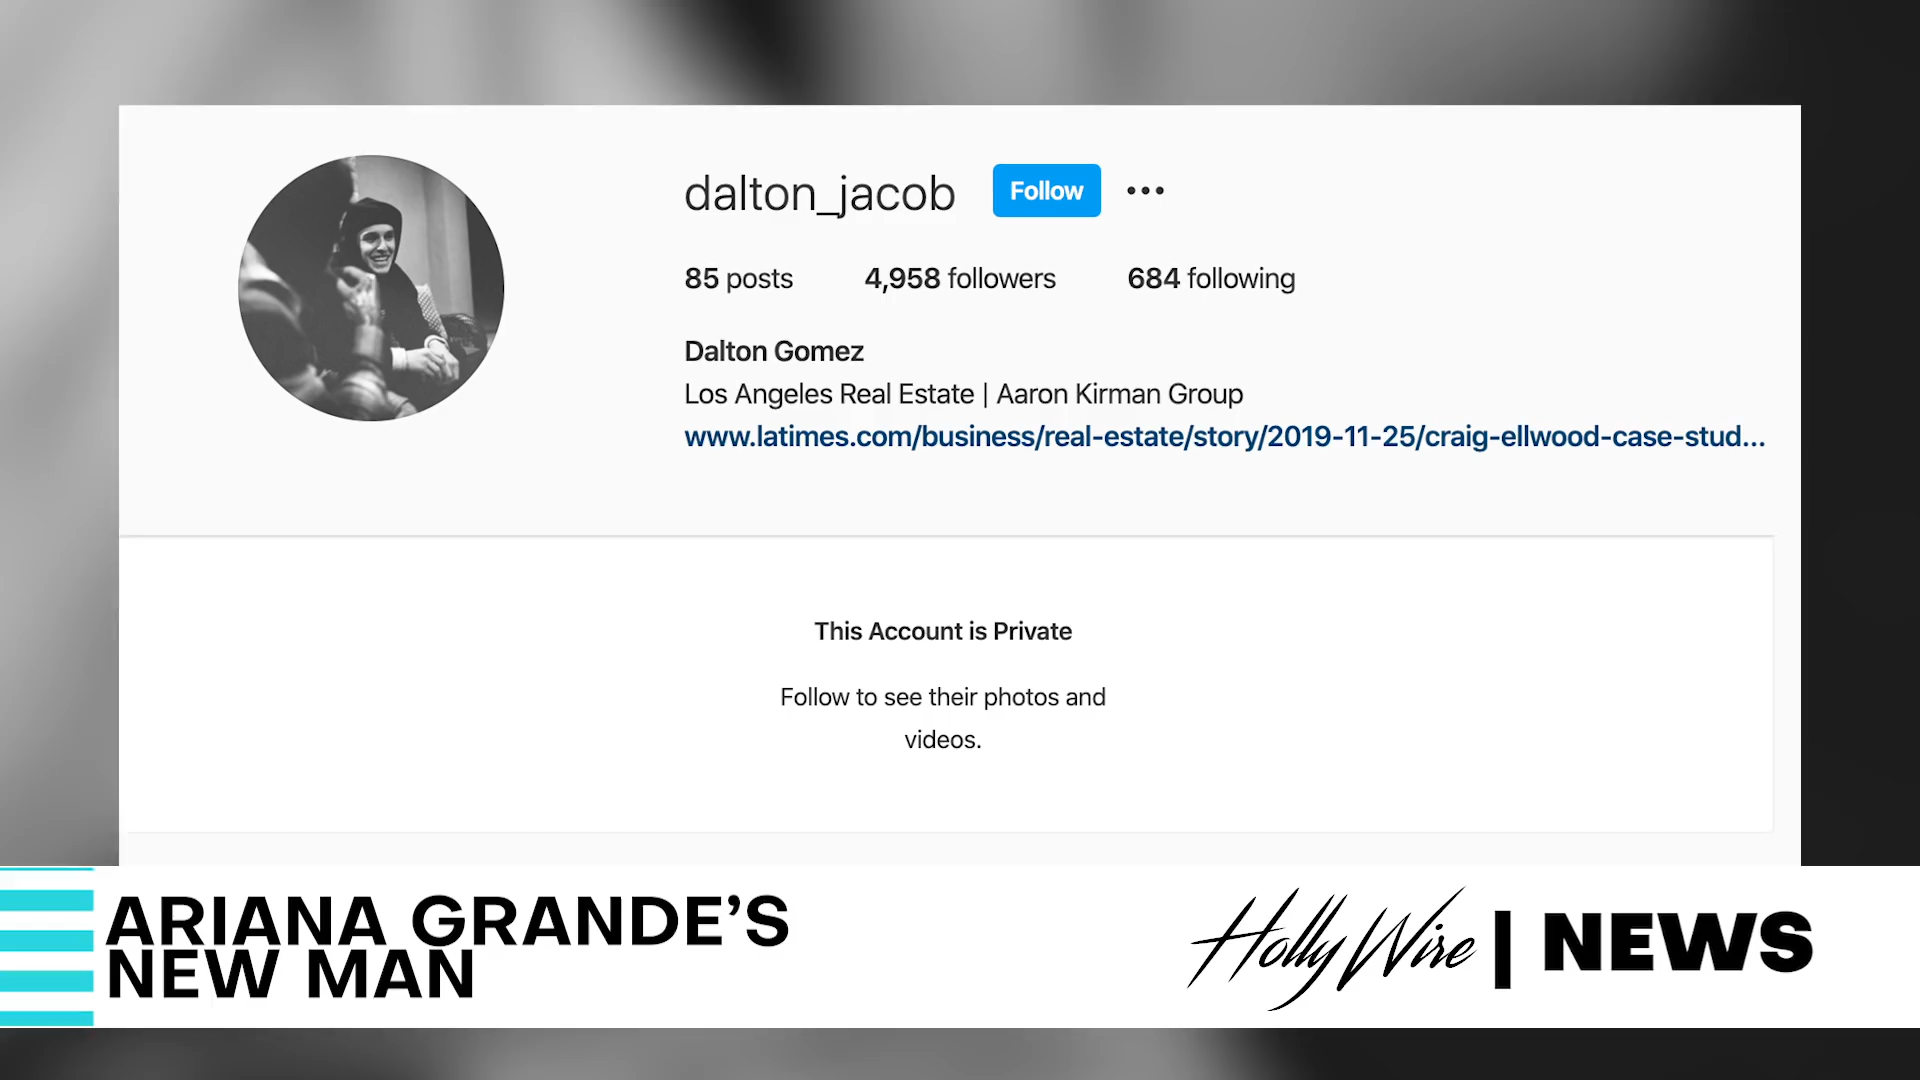 dalton_jacob Follow
85 posts 4,958 followers 684 following
Dalton Gomez
Los Angeles Real Estate | Aaron Kirman Group
www.latimes.com/business/real-estate/story/2019-11-25/craig-ellwood-case-stud...
This Account is Private
Follow to see their photos and
videos.
ARIANA GRANDE’S
NEW MAN
HollyWire | NEWS